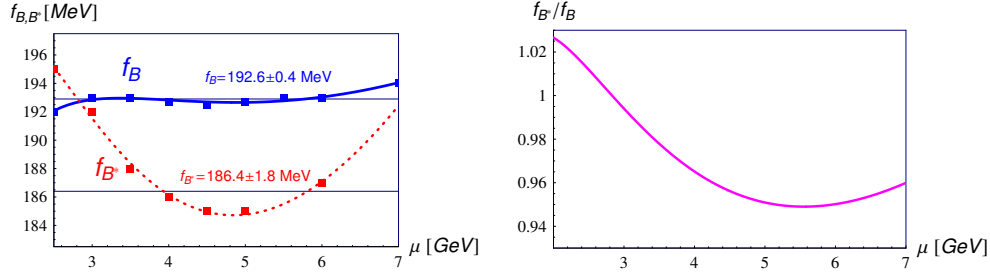 f_{B,B*} [MeV]
196
194
192
190
188
186
184
f_B
f_B=192.6±0.4 MeV
f_{B*}
f_{B*}=186.4±1.8 MeV
3 4 5 6 7
μ [GeV]
f_{B*}/f_B
1.02
1
0.98
0.96
0.94
3 4 5 6 7
μ [GeV]